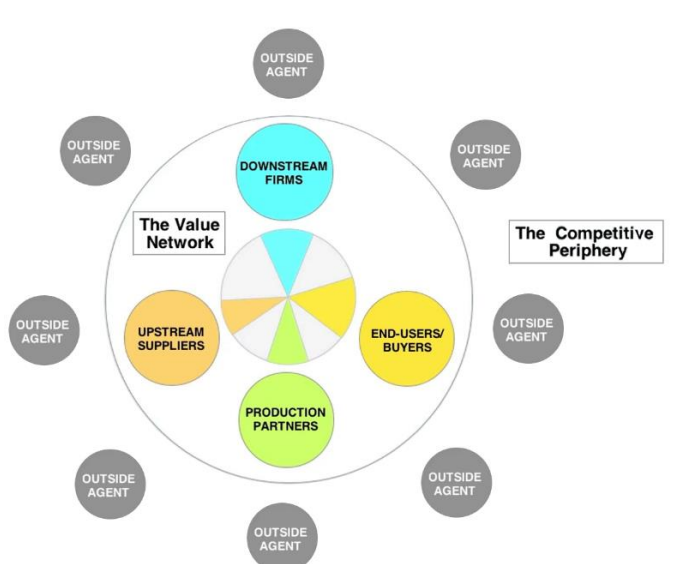 OUTSIDE
AGENT
OUTSIDE
AGENT
OUTSIDE
AGENT
DOWNSTREAM
FIRMS
The Value
Network
The Competitive
Periphery
OUTSIDE
AGENT
UPSTREAM
SUPPLIERS
END-USERS/
BUYERS
OUTSIDE
AGENT
PRODUCTION
PARTNERS
OUTSIDE
AGENT
OUTSIDE
AGENT
OUTSIDE
AGENT